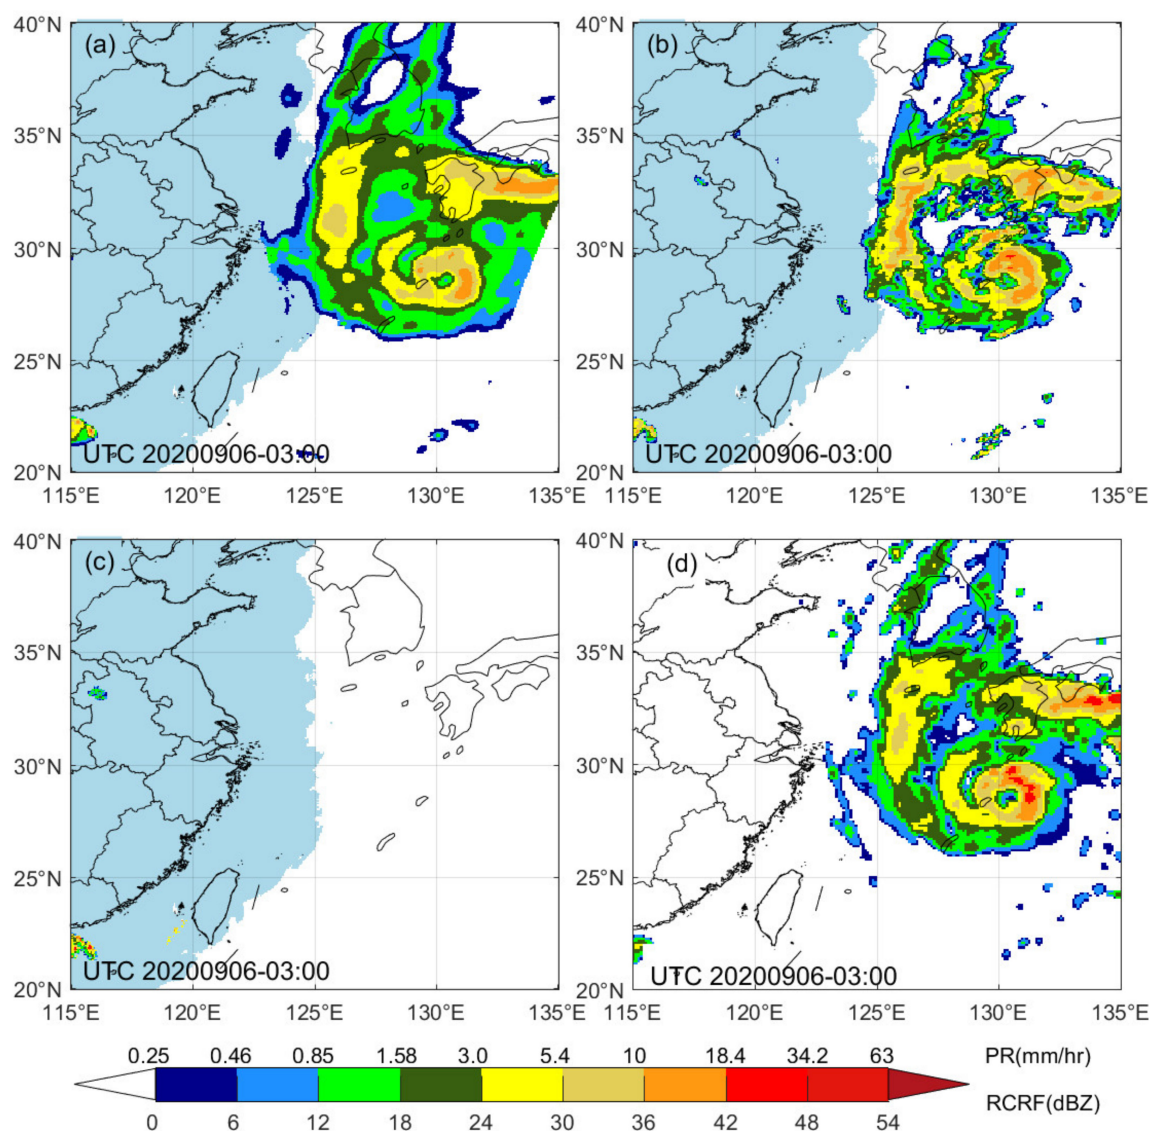 40°N (a) 40°N (b)
35°N 35°N
30°N 30°N
25°N 25°N
UTC 20200906-03:00 UTC 20200906-03:00
20°N 20°N
115°E 120°E 125°E 130°E 135°E 115°E 120°E 125°E 130°E 135°E
40°N (c) 40°N (d)
35°N 35°N
30°N 30°N
25°N 25°N
UTC 20200906-03:00 UTC 20200906-03:00
20°N 20°N
115°E 120°E 125°E 130°E 135°E 115°E 120°E 125°E 130°E 135°E
0.25 0.46 0.85 1.58 3.0 5.4 10 18.4 34.2 63 PR(mm/hr)
RCRF(dBZ)
0 6 12 18 24 30 36 42 48 54